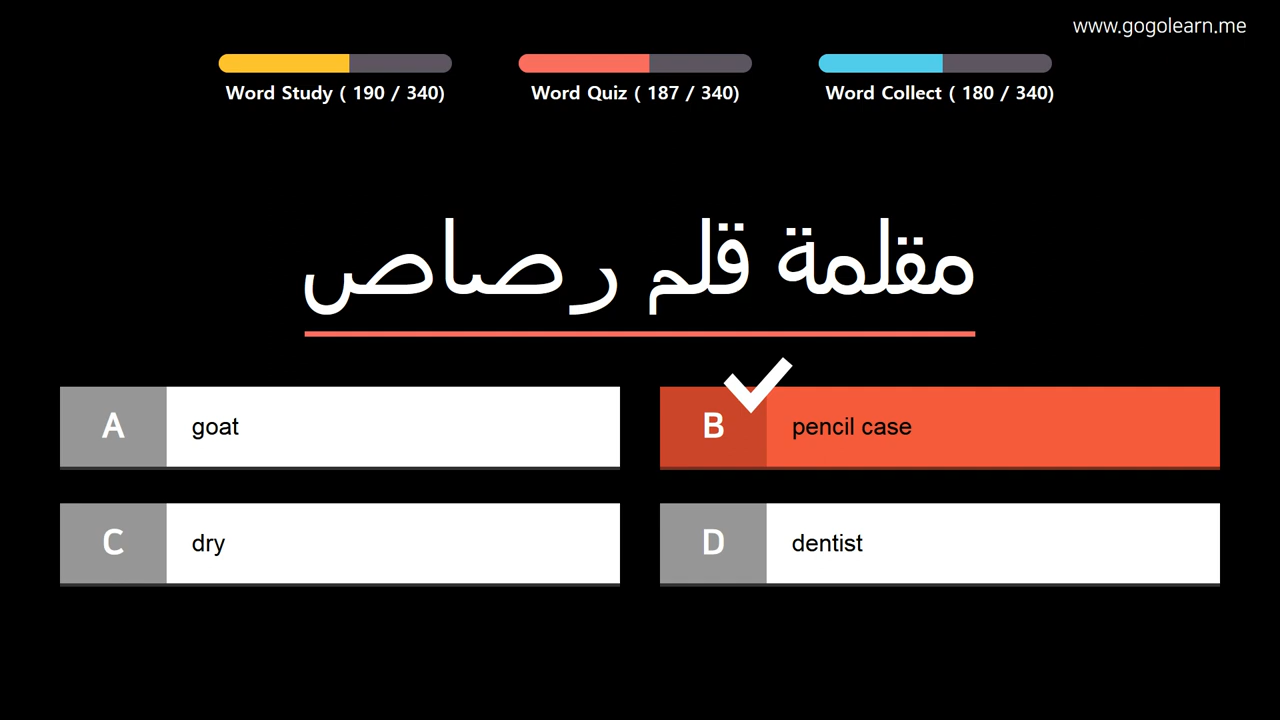 www.gogolearn.me
Word Study ( 190 / 340)
Word Quiz ( 187 / 340)
Word Collect ( 180 / 340)
مقلمة قلم رصاص
A goat
B pencil case
C dry
D dentist